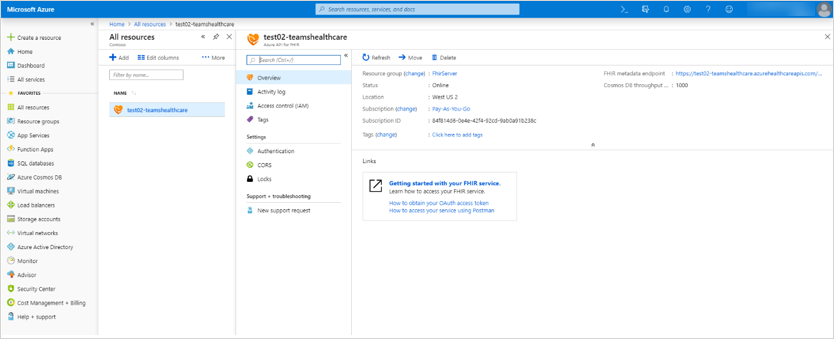 Microsoft Azure
Search resources, services, and docs
Create a resource
Home
Dashboard
All services
FAVORITES
All resources
Resource groups
App Services
Function Apps
SQL databases
Azure Cosmos DB
Virtual machines
Load balancers
Storage accounts
Virtual networks
Azure Active Directory
Monitor
Advisor
Security Center
Cost Management + Billing
Help + support
Home > All resources > test02-teamshealthcare
All resources
Contoso
Add Edit columns ··· More
Filter by name...
NAME
test02-teamshealthcare
test02-teamshealthcare
Azure API for FHIR
Search (Ctrl+/)
Overview
Activity log
Access control (IAM)
Tags
Settings
Authentication
CORS
Locks
Support + troubleshooting
New support request
Refresh Move Delete
Resource group (change) : FhirServer
Status : Online
Location : West US 2
Subscription (change) : Pay-As-You-Go
Subscription ID :
Tags (change) : Click here to add tags
FHIR metadata endpoint : https://test02-teamshealthcare.azurehealthcareapis.com/...
Cosmos DB throughput ... : 1000
Links
Getting started with your FHIR service.
Learn how to access your FHIR service.
How to obtain your OAuth access token
How to access your service using Postman